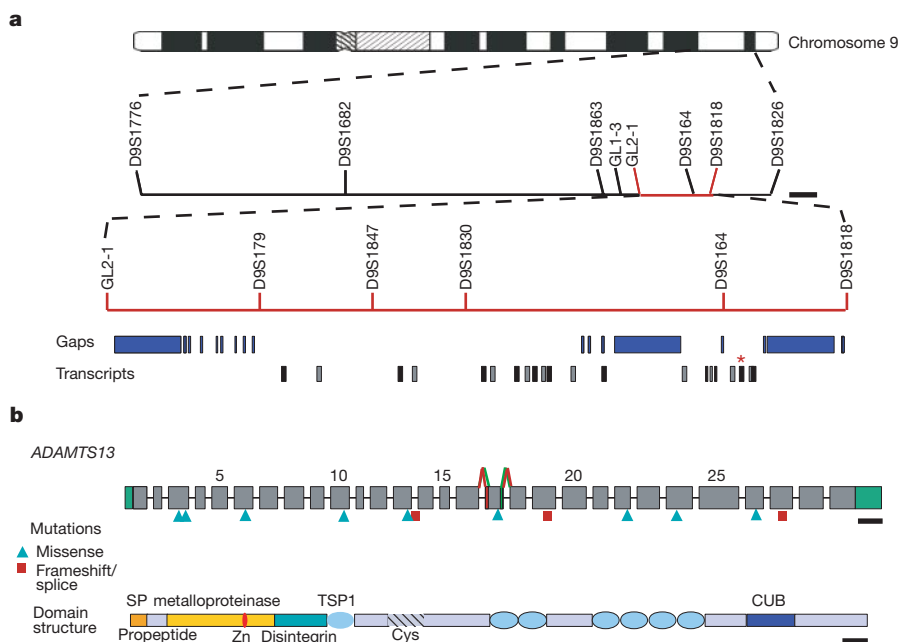 a
Chromosome 9
D9S1776
D9S1682
D9S1863
GL1-3
GL2-1
D9S164
D9S1818
D9S1826
GL2-1
D9S179
D9S1847
D9S1830
D9S164
D9S1818
Gaps
*
Transcripts
b
ADAMTS13
5 10 15 20 25
Mutations
Missense
Frameshift/
splice
SP metalloproteinase TSP1 CUB
Domain
structure
Propeptide Zn Disintegrin Cys